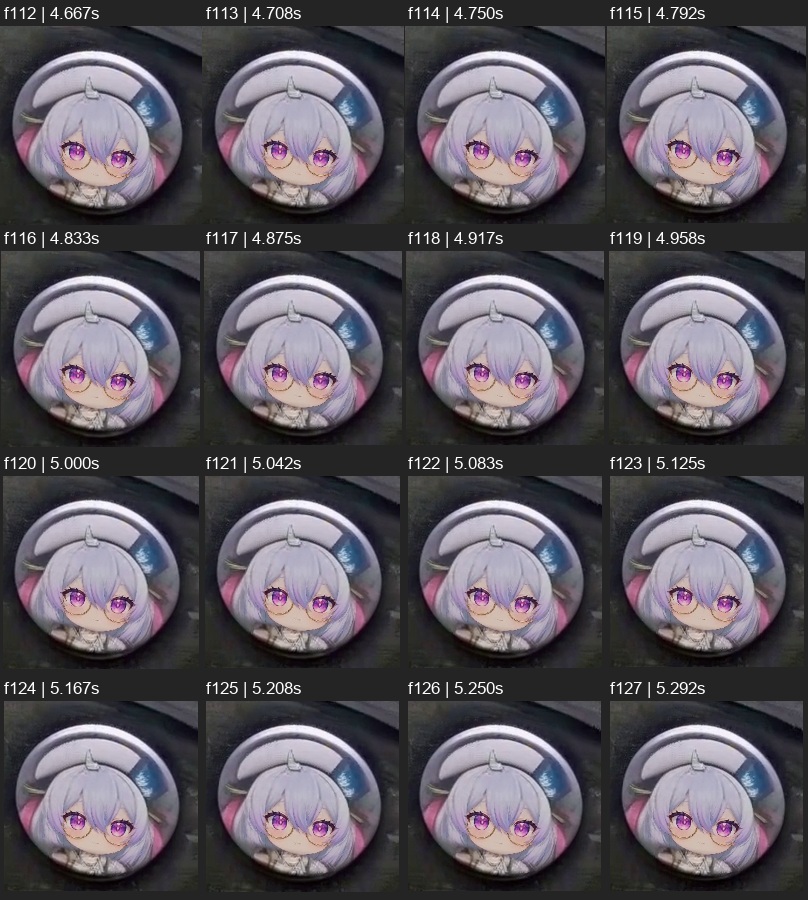 f112 | 4.667s f113 | 4.708s f114 | 4.750s f115 | 4.792s
f116 | 4.833s f117 | 4.875s f118 | 4.917s f119 | 4.958s
f120 | 5.000s f121 | 5.042s f122 | 5.083s f123 | 5.125s
f124 | 5.167s f125 | 5.208s f126 | 5.250s f127 | 5.292s